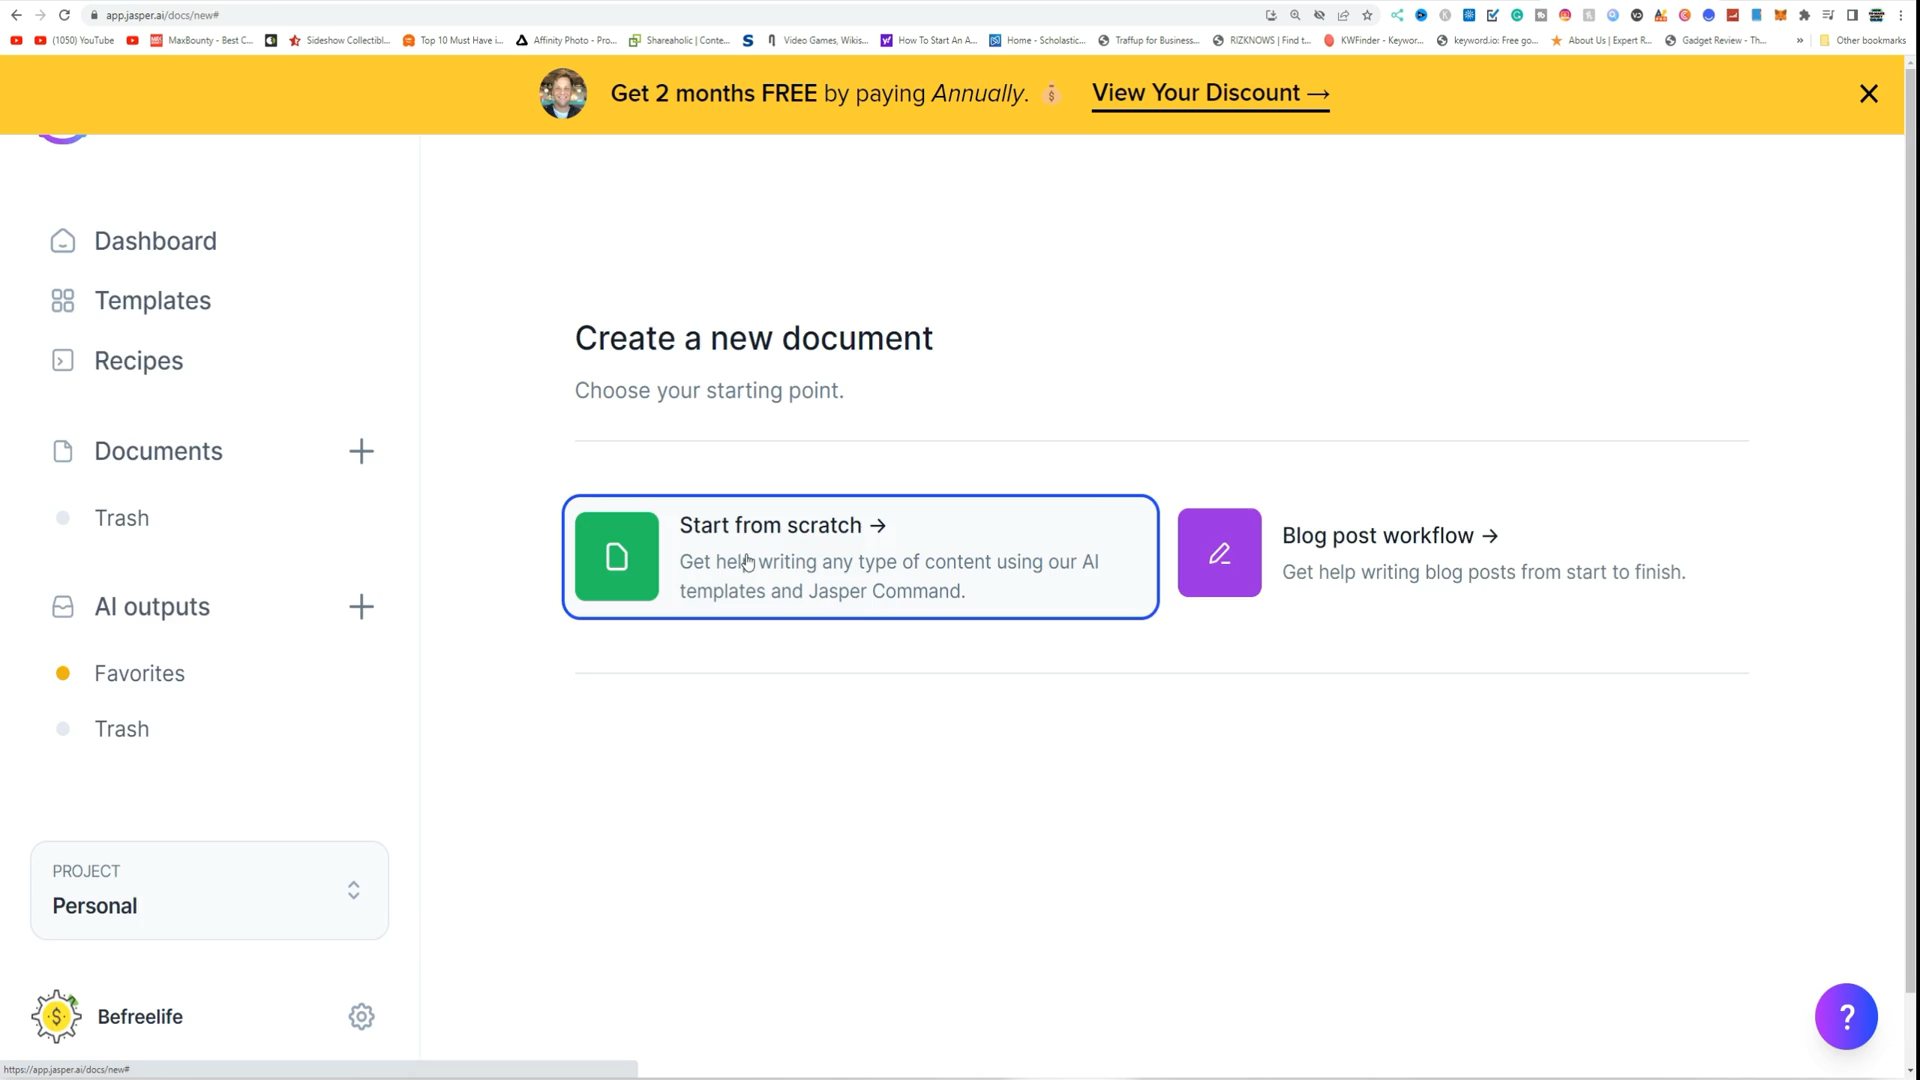 app.jasper.ai/docs/new#
(1050) YouTube
MaxBounty - Best C...
Sideshow Collectibl...
Top 10 Must Have i...
Affinity Photo - Pro...
Shareaholic | Conte...
Video Games, Wikis...
How To Start An A...
Home - Scholastic...
Traffup for Business...
RIZKNOWS | Find t...
KWFinder - Keywor...
keyword.io: Free go...
About Us | Expert R...
Gadget Review - Th...
»
Other bookmarks
Get 2 months FREE by paying Annually.
View Your Discount →
Dashboard
Templates
Recipes
Documents
Trash
AI outputs
Favorites
Trash
PROJECT
Personal
Befreelife
Create a new document
Choose your starting point.
Start from scratch →
Get help writing any type of content using our AI
templates and Jasper Command.
Blog post workflow →
Get help writing blog posts from start to finish.
?
https://app.jasper.ai/docs/new#